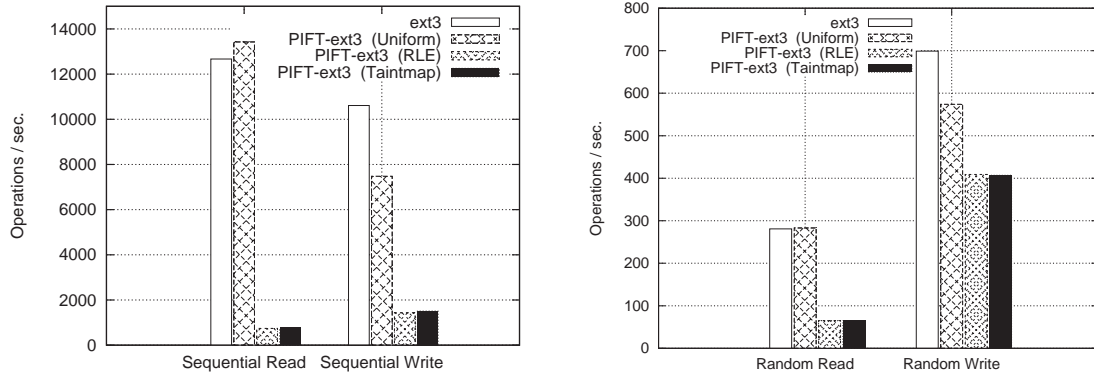 14000
12000
10000
8000
6000
4000
2000
0
Operations / sec.
ext3
PIFT-ext3 (Uniform)
PIFT-ext3 (RLE)
PIFT-ext3 (Taintmap)
Sequential Read
Sequential Write
800
700
600
500
400
300
200
100
0
Operations / sec.
ext3
PIFT-ext3 (Uniform)
PIFT-ext3 (RLE)
PIFT-ext3 (Taintmap)
Random Read
Random Write